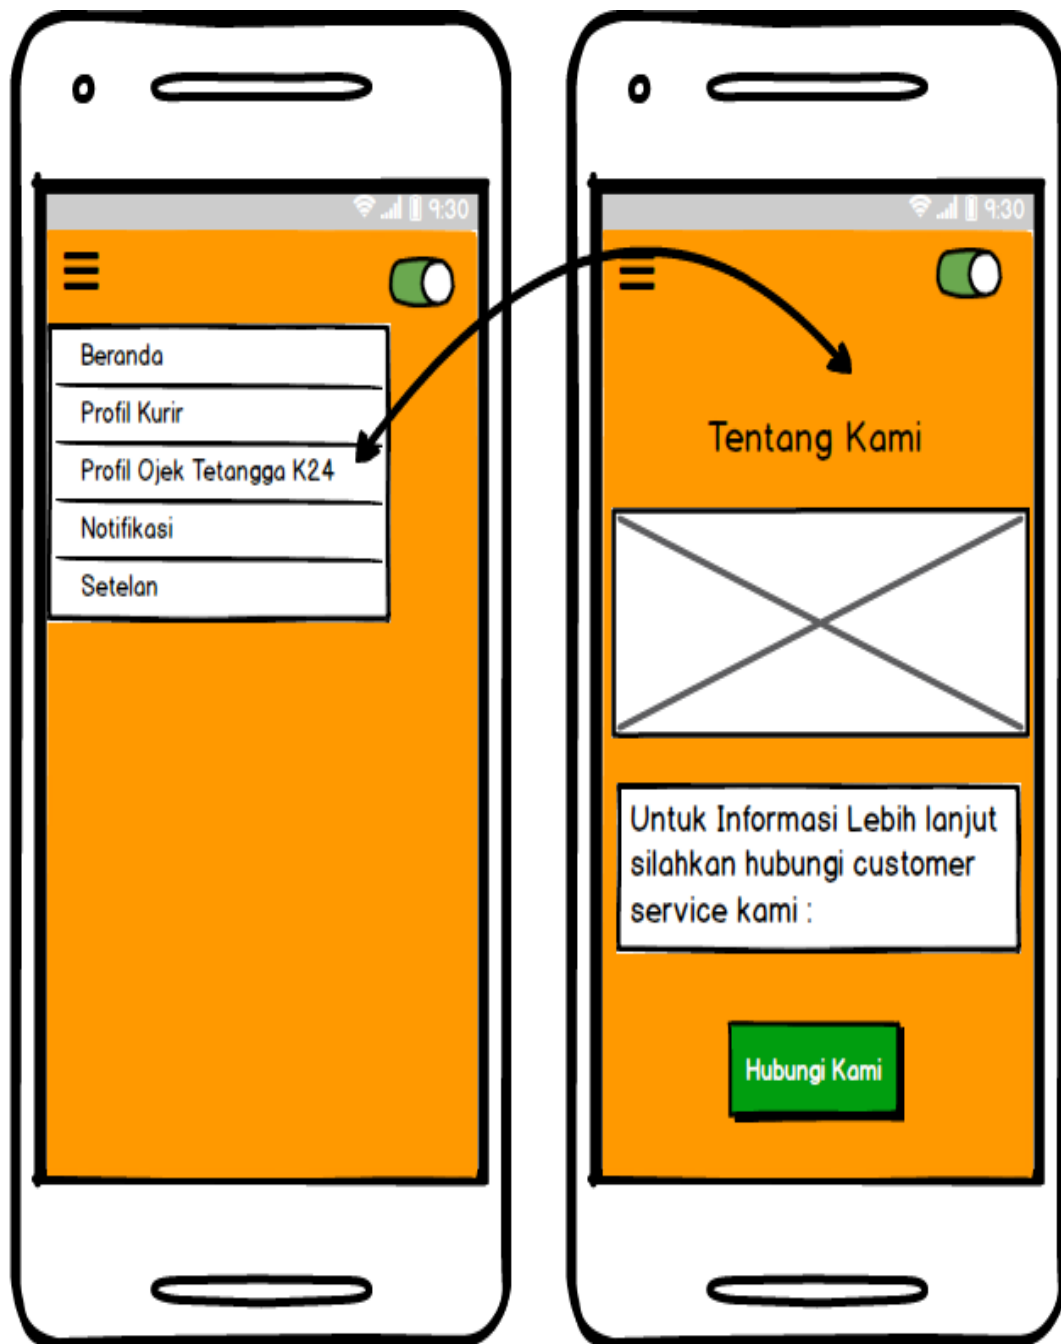 9:30
Beranda
Profil Kurir
Profil Ojek Tetangga K24
Notifikasi
Setelan
9:30
Tentang Kami
Untuk Informasi Lebih lanjut
silahkan hubungi customer
service kami :
Hubungi Kami